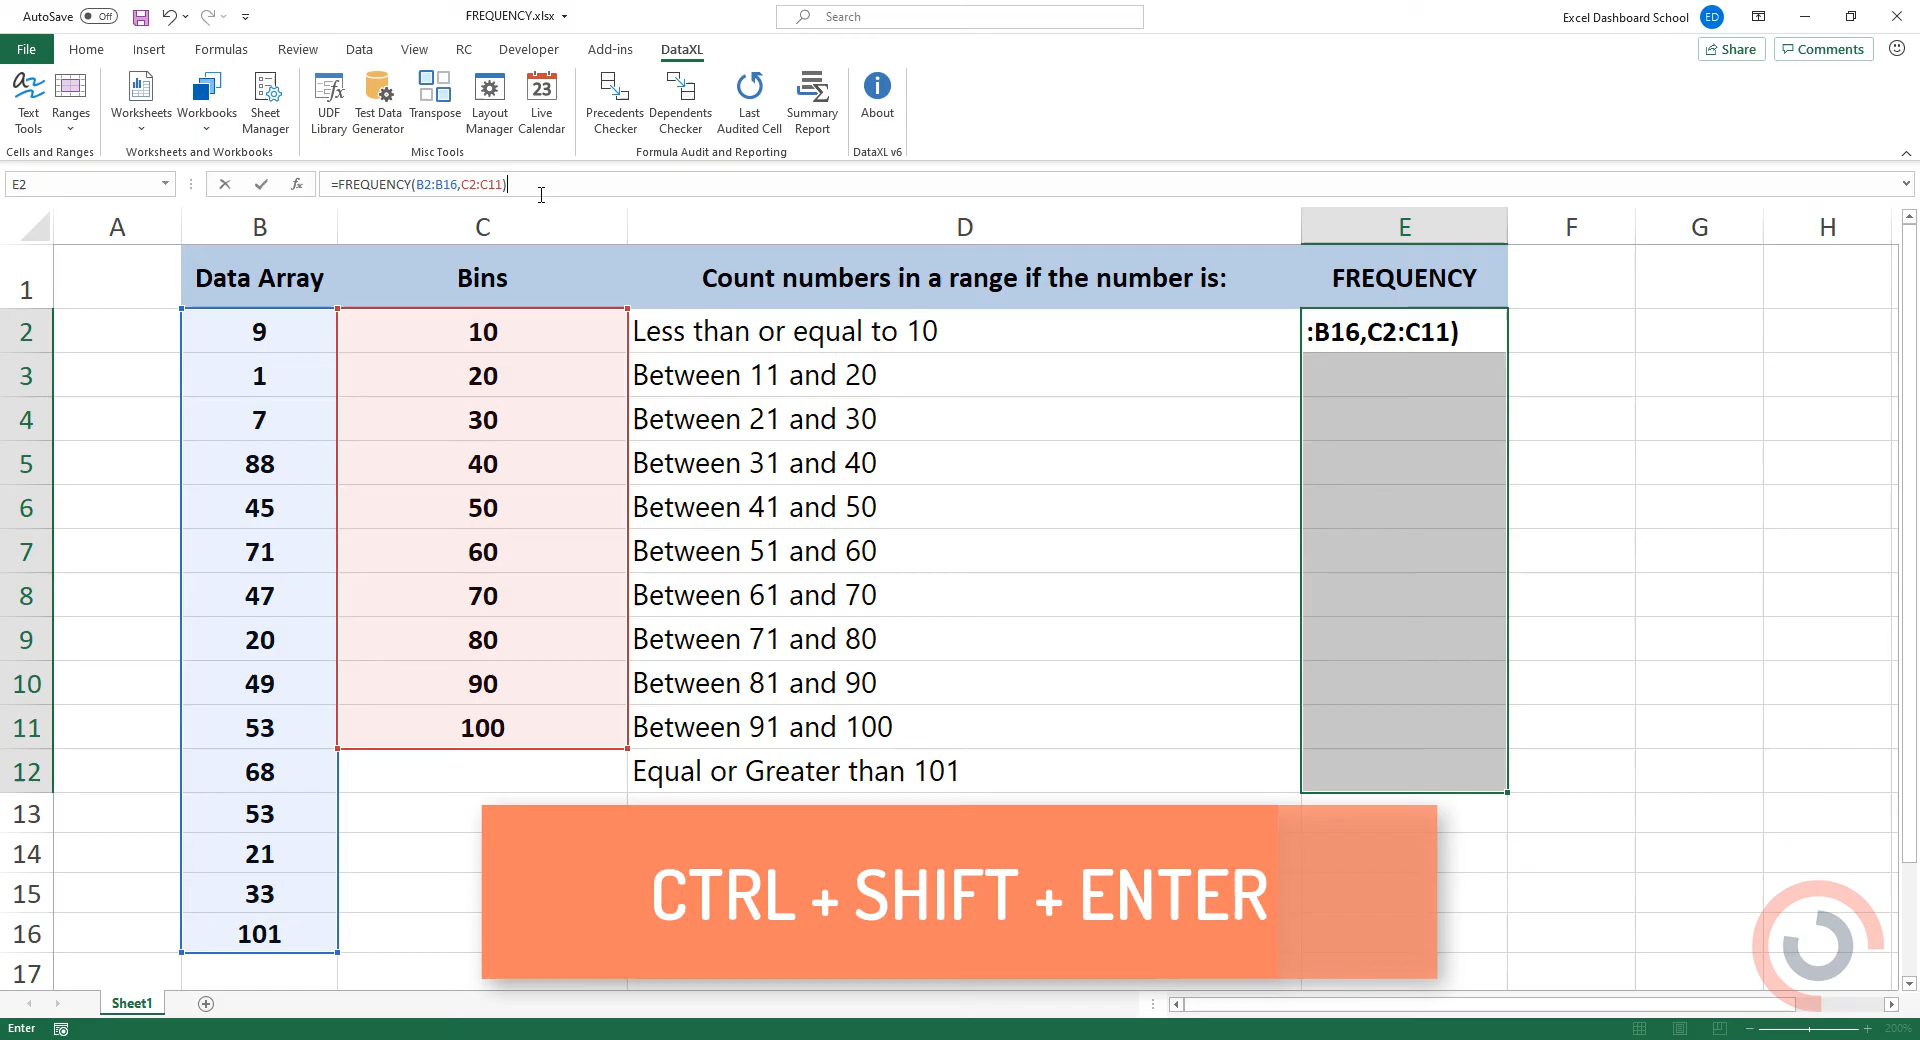 AutoSave Off
FREQUENCY.xlsx
Search
Excel Dashboard School ED
File Home Insert Formulas Review Data View RC Developer Add-ins DataXL
Share Comments
Text Tools
Ranges
Worksheets
Workbooks
Sheet Manager
UDF Library
Test Data Generator
Transpose
Layout Manager
23
Live Calendar
Precedents Checker
Dependents Checker
Last Audited Cell
Summary Report
About
Cells and Ranges Worksheets and Workbooks Misc Tools Formula Audit and Reporting DataXL v6
E2 fx =FREQUENCY(B2:B16,C2:C11)
A B C D E F G H
1 Data Array Bins Count numbers in a range if the number is: FREQUENCY
2 9 10 Less than or equal to 10 :B16,C2:C11)
3 1 20 Between 11 and 20
4 7 30 Between 21 and 30
5 88 40 Between 31 and 40
6 45 50 Between 41 and 50
7 71 60 Between 51 and 60
8 47 70 Between 61 and 70
9 20 80 Between 71 and 80
10 49 90 Between 81 and 90
11 53 100 Between 91 and 100
12 68 Equal or Greater than 101
13 53
14 21
15 33
16 101
17
CTRL + SHIFT + ENTER
Sheet1
Enter
200%